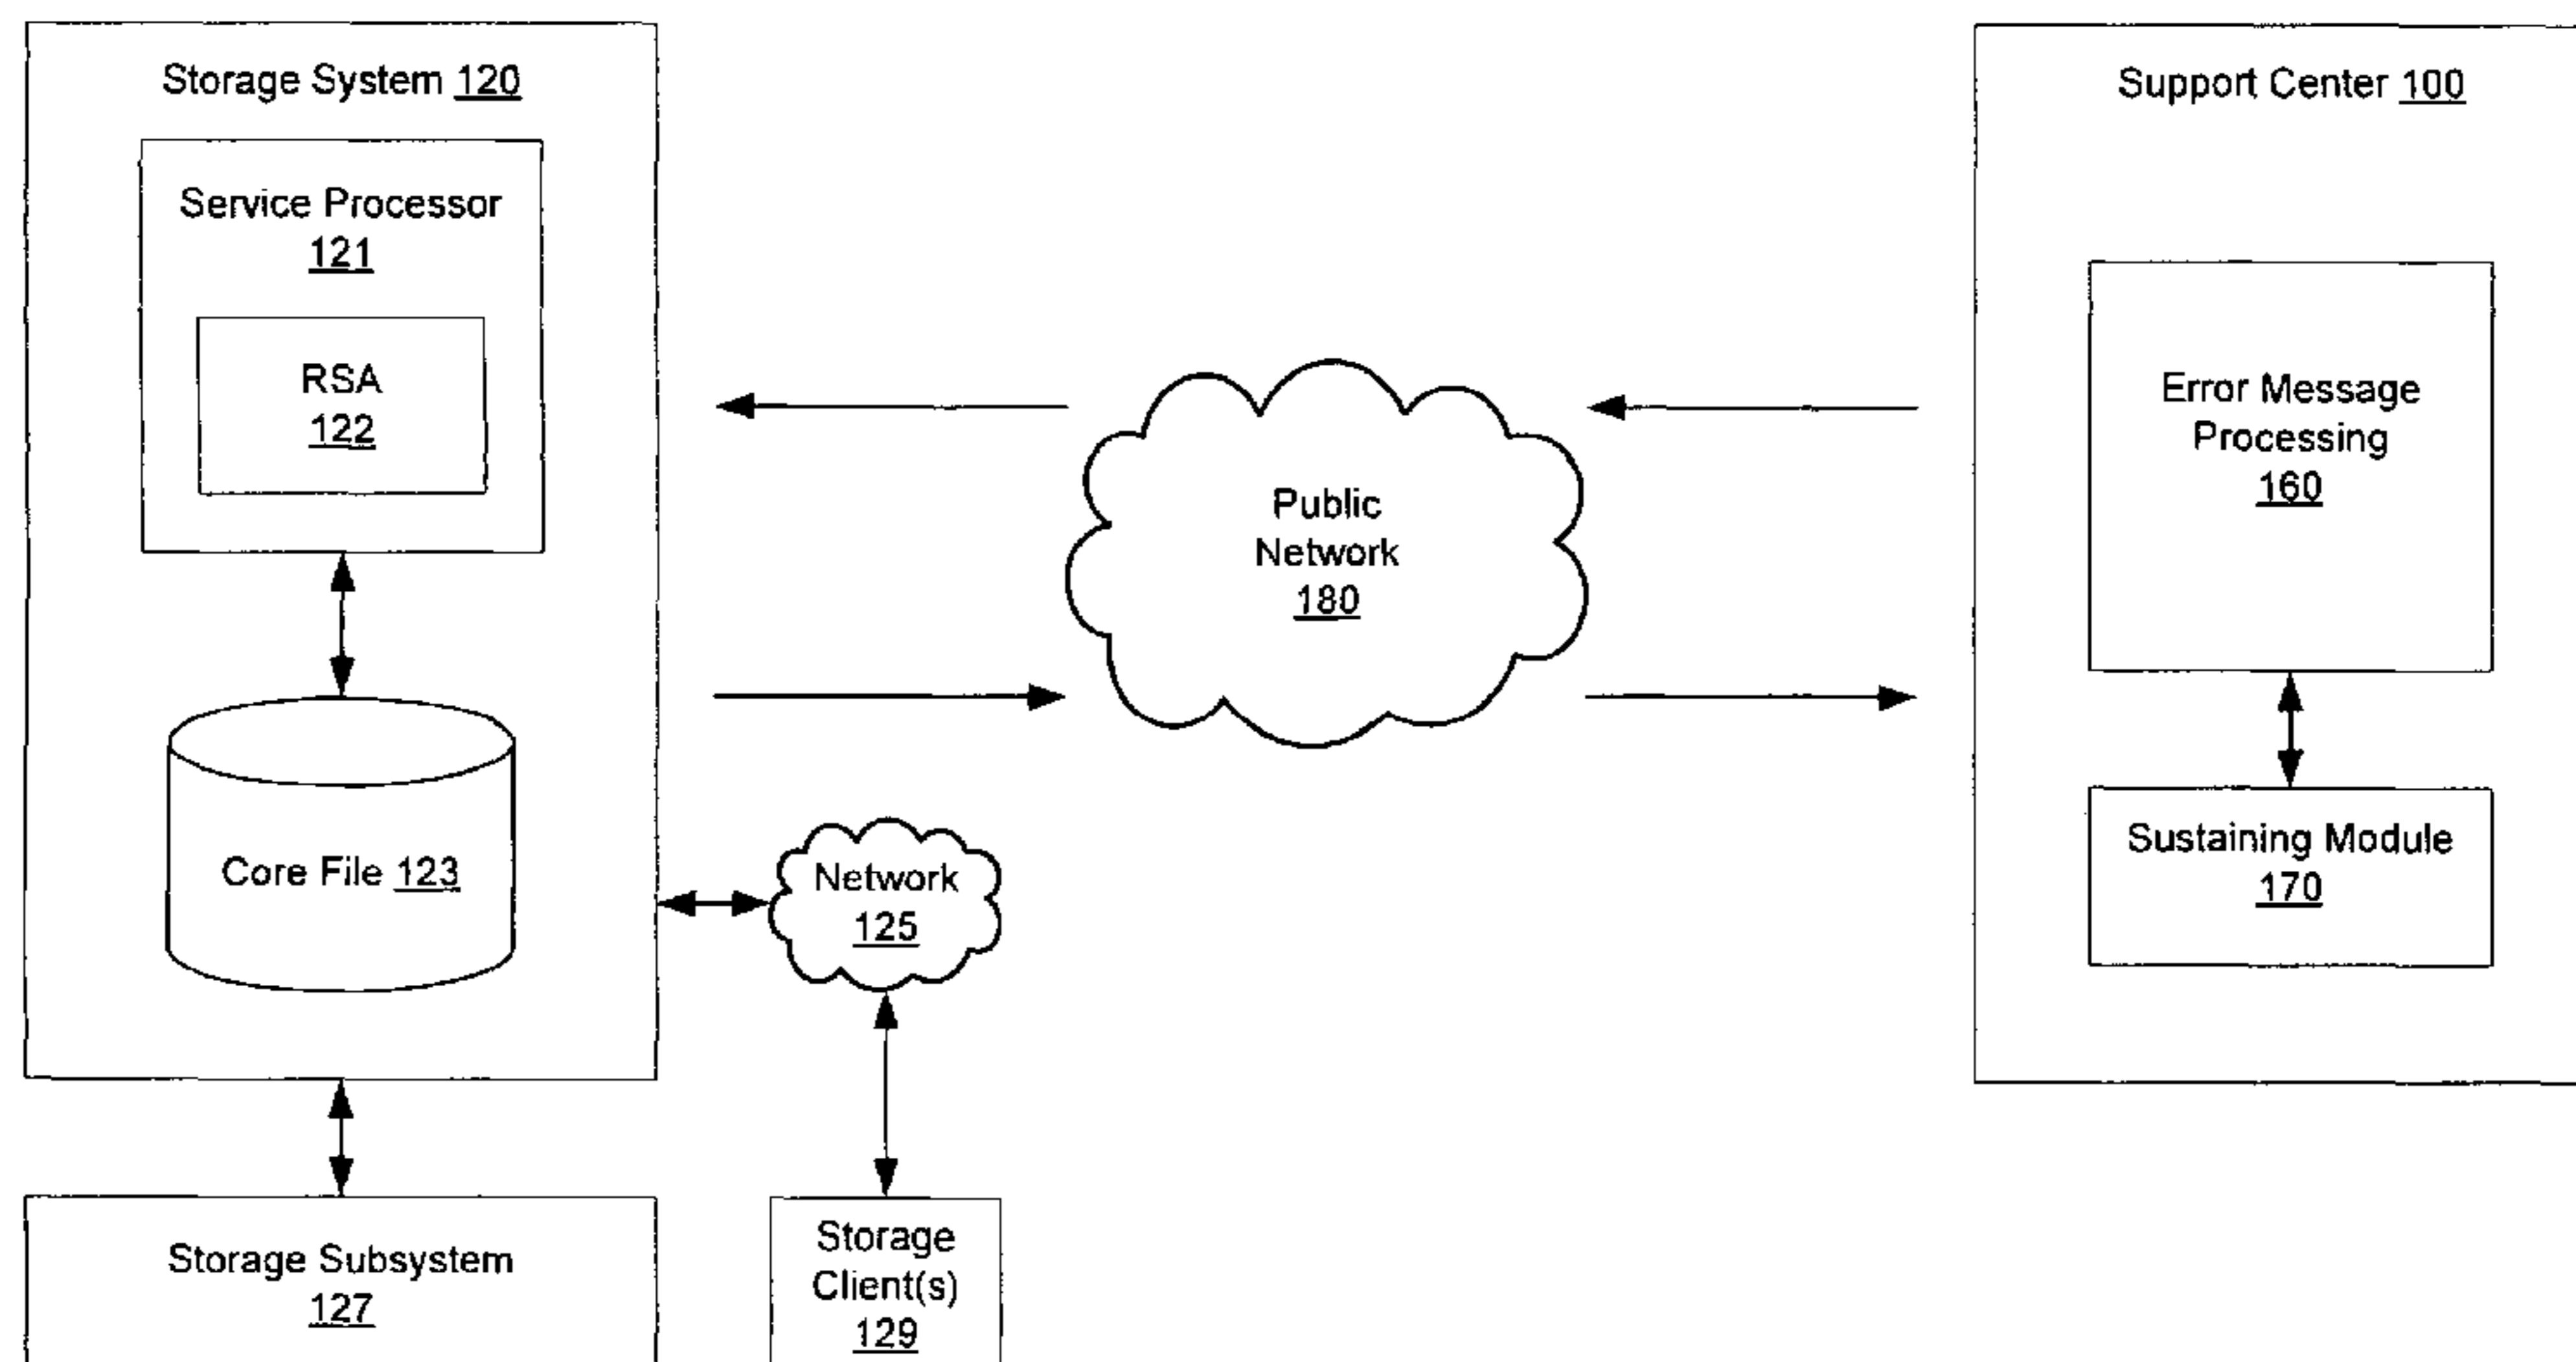 Storage System 120
Service Processor
121
RSA
122
Core File 123
Storage Subsystem
127
Network
125
Storage
Client(s)
129
Public
Network
180
Support Center 100
Error Message
Processing
160
Sustaining Module
170